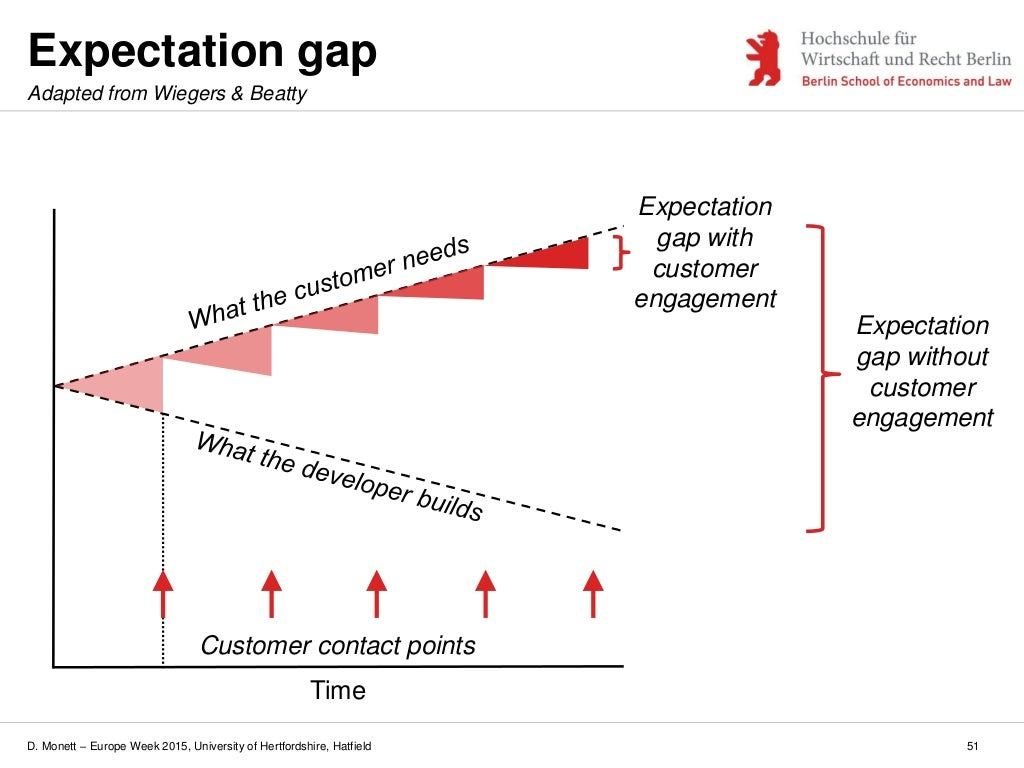 Expectation gap
Adapted from Wiegers & Beatty
Hochschule für
Wirtschaft und Recht Berlin
Berlin School of Economics and Law
Expectation
gap with
customer
engagement
What the customer needs
Expectation
gap without
customer
engagement
What the developer builds
Customer contact points
Time
D. Monett – Europe Week 2015, University of Hertfordshire, Hatfield
51